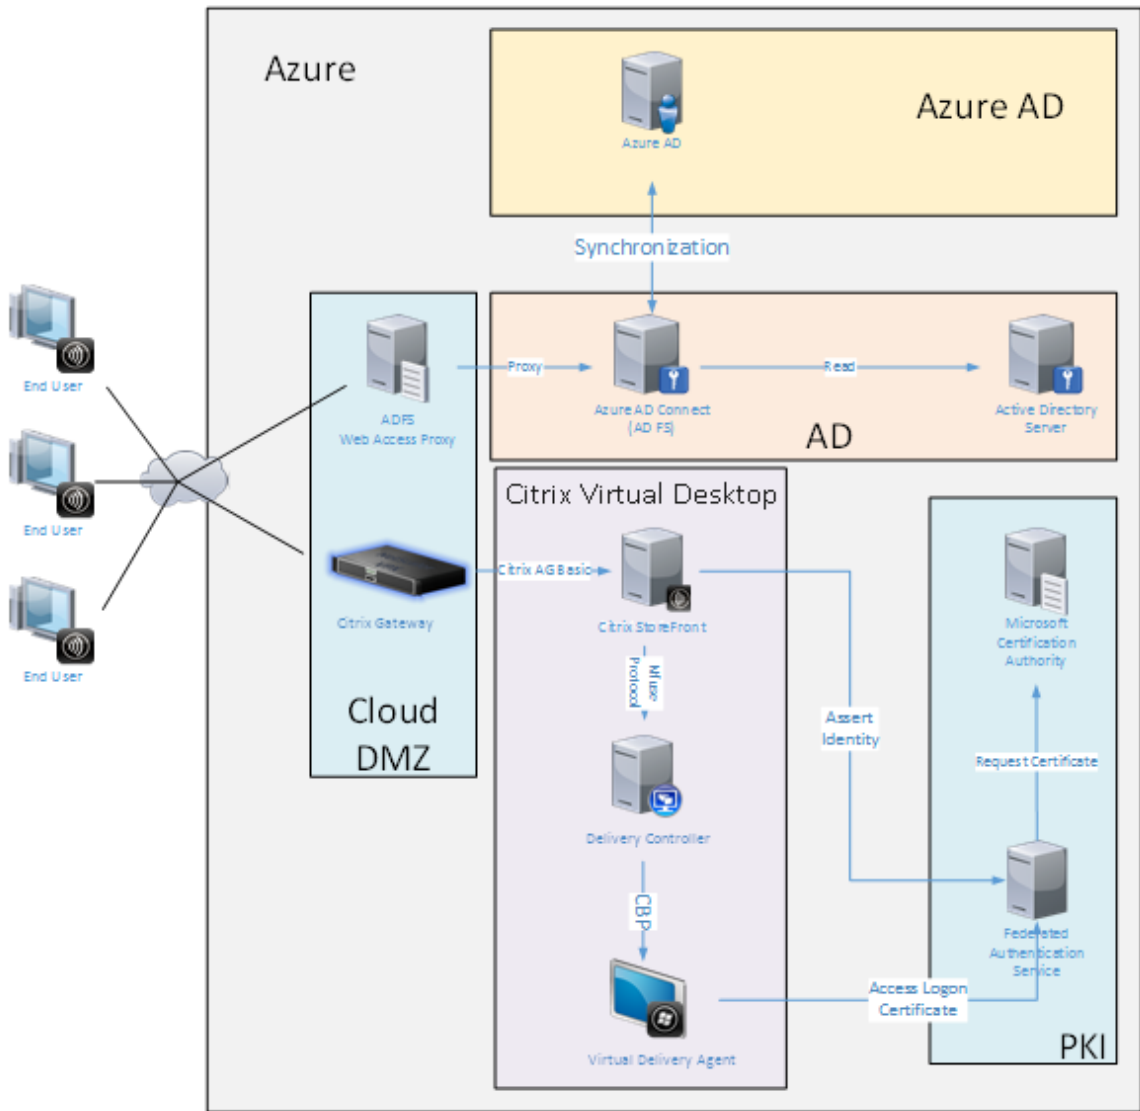 Azure
Azure AD
Azure AD
Synchronization
End User
End User
End User
ADFS
Web Access Proxy
Proxy
Azure AD Connect
(AD FS)
Read
Active Directory
Server
AD
Citrix Gateway
Cloud
DMZ
Citrix Virtual Desktop
Citrix AG Basic
Citrix StoreFront
Nfuse
Protocol
Delivery Controller
CBP
Virtual Delivery Agent
Assert
Identity
Access Logon
Certificate
Microsoft
Certification
Authority
Request Certificate
Federated
Authentication
Service
PKI